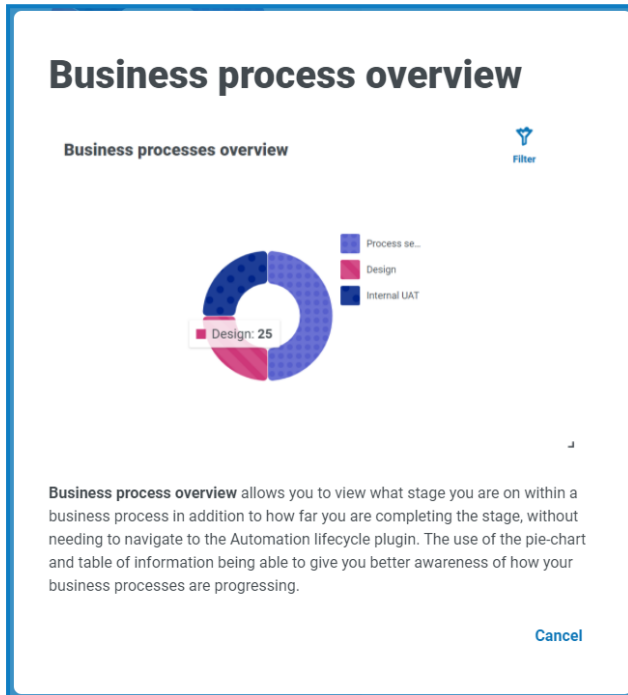 Business process overview
Business processes overview
Filter
Process se...
Design
Internal UAT
Design: 25
Business process overview allows you to view what stage you are on within a
business process in addition to how far you are completing the stage, without
needing to navigate to the Automation lifecycle plugin. The use of the pie-chart
and table of information being able to give you better awareness of how your
business processes are progressing.
Cancel